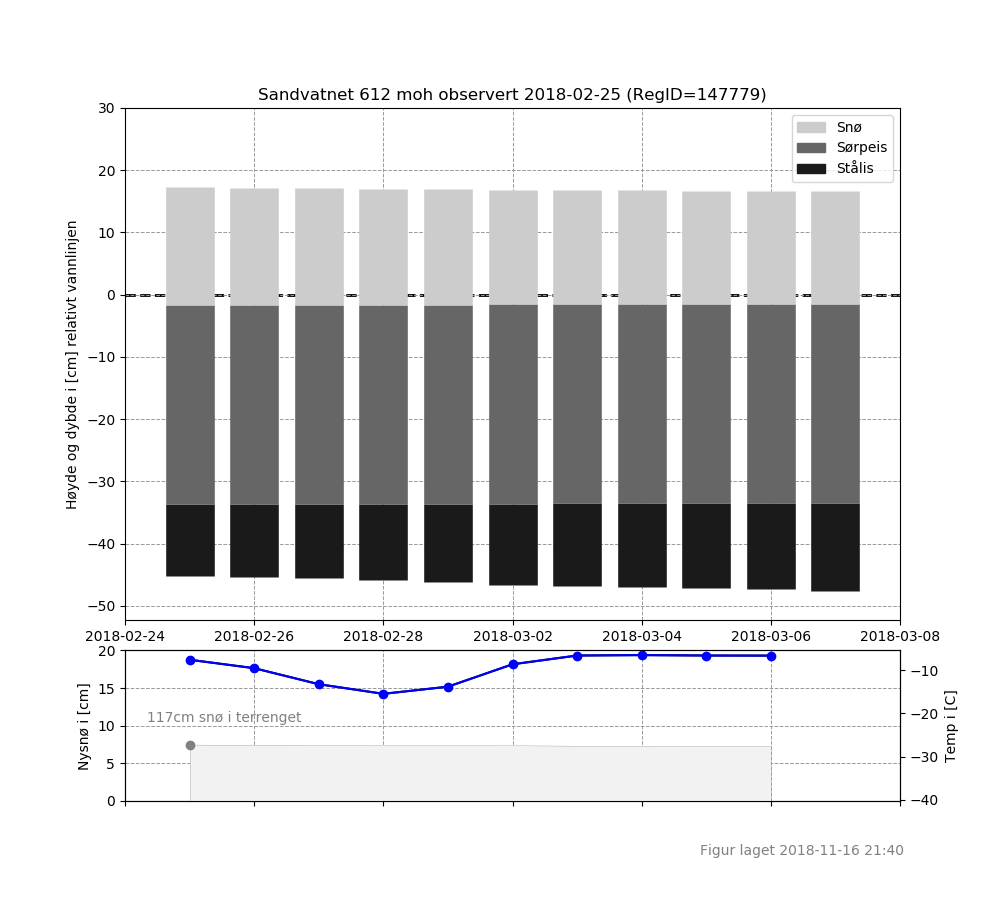 Sandvatnet 612 moh observert 2018-02-25 (RegID=147779)
30
20
10
0
−10
−20
−30
−40
−50
Høyde og dybde i [cm] relativt vannlinjen
Snø
Sørpeis
Stålis
2018-02-24 2018-02-26 2018-02-28 2018-03-02 2018-03-04 2018-03-06 2018-03-08
20
15
10
5
0
Nysnø i [cm]
117cm snø i terrenget
−10
−20
−30
−40
Temp i [C]
Figur laget 2018-11-16 21:40